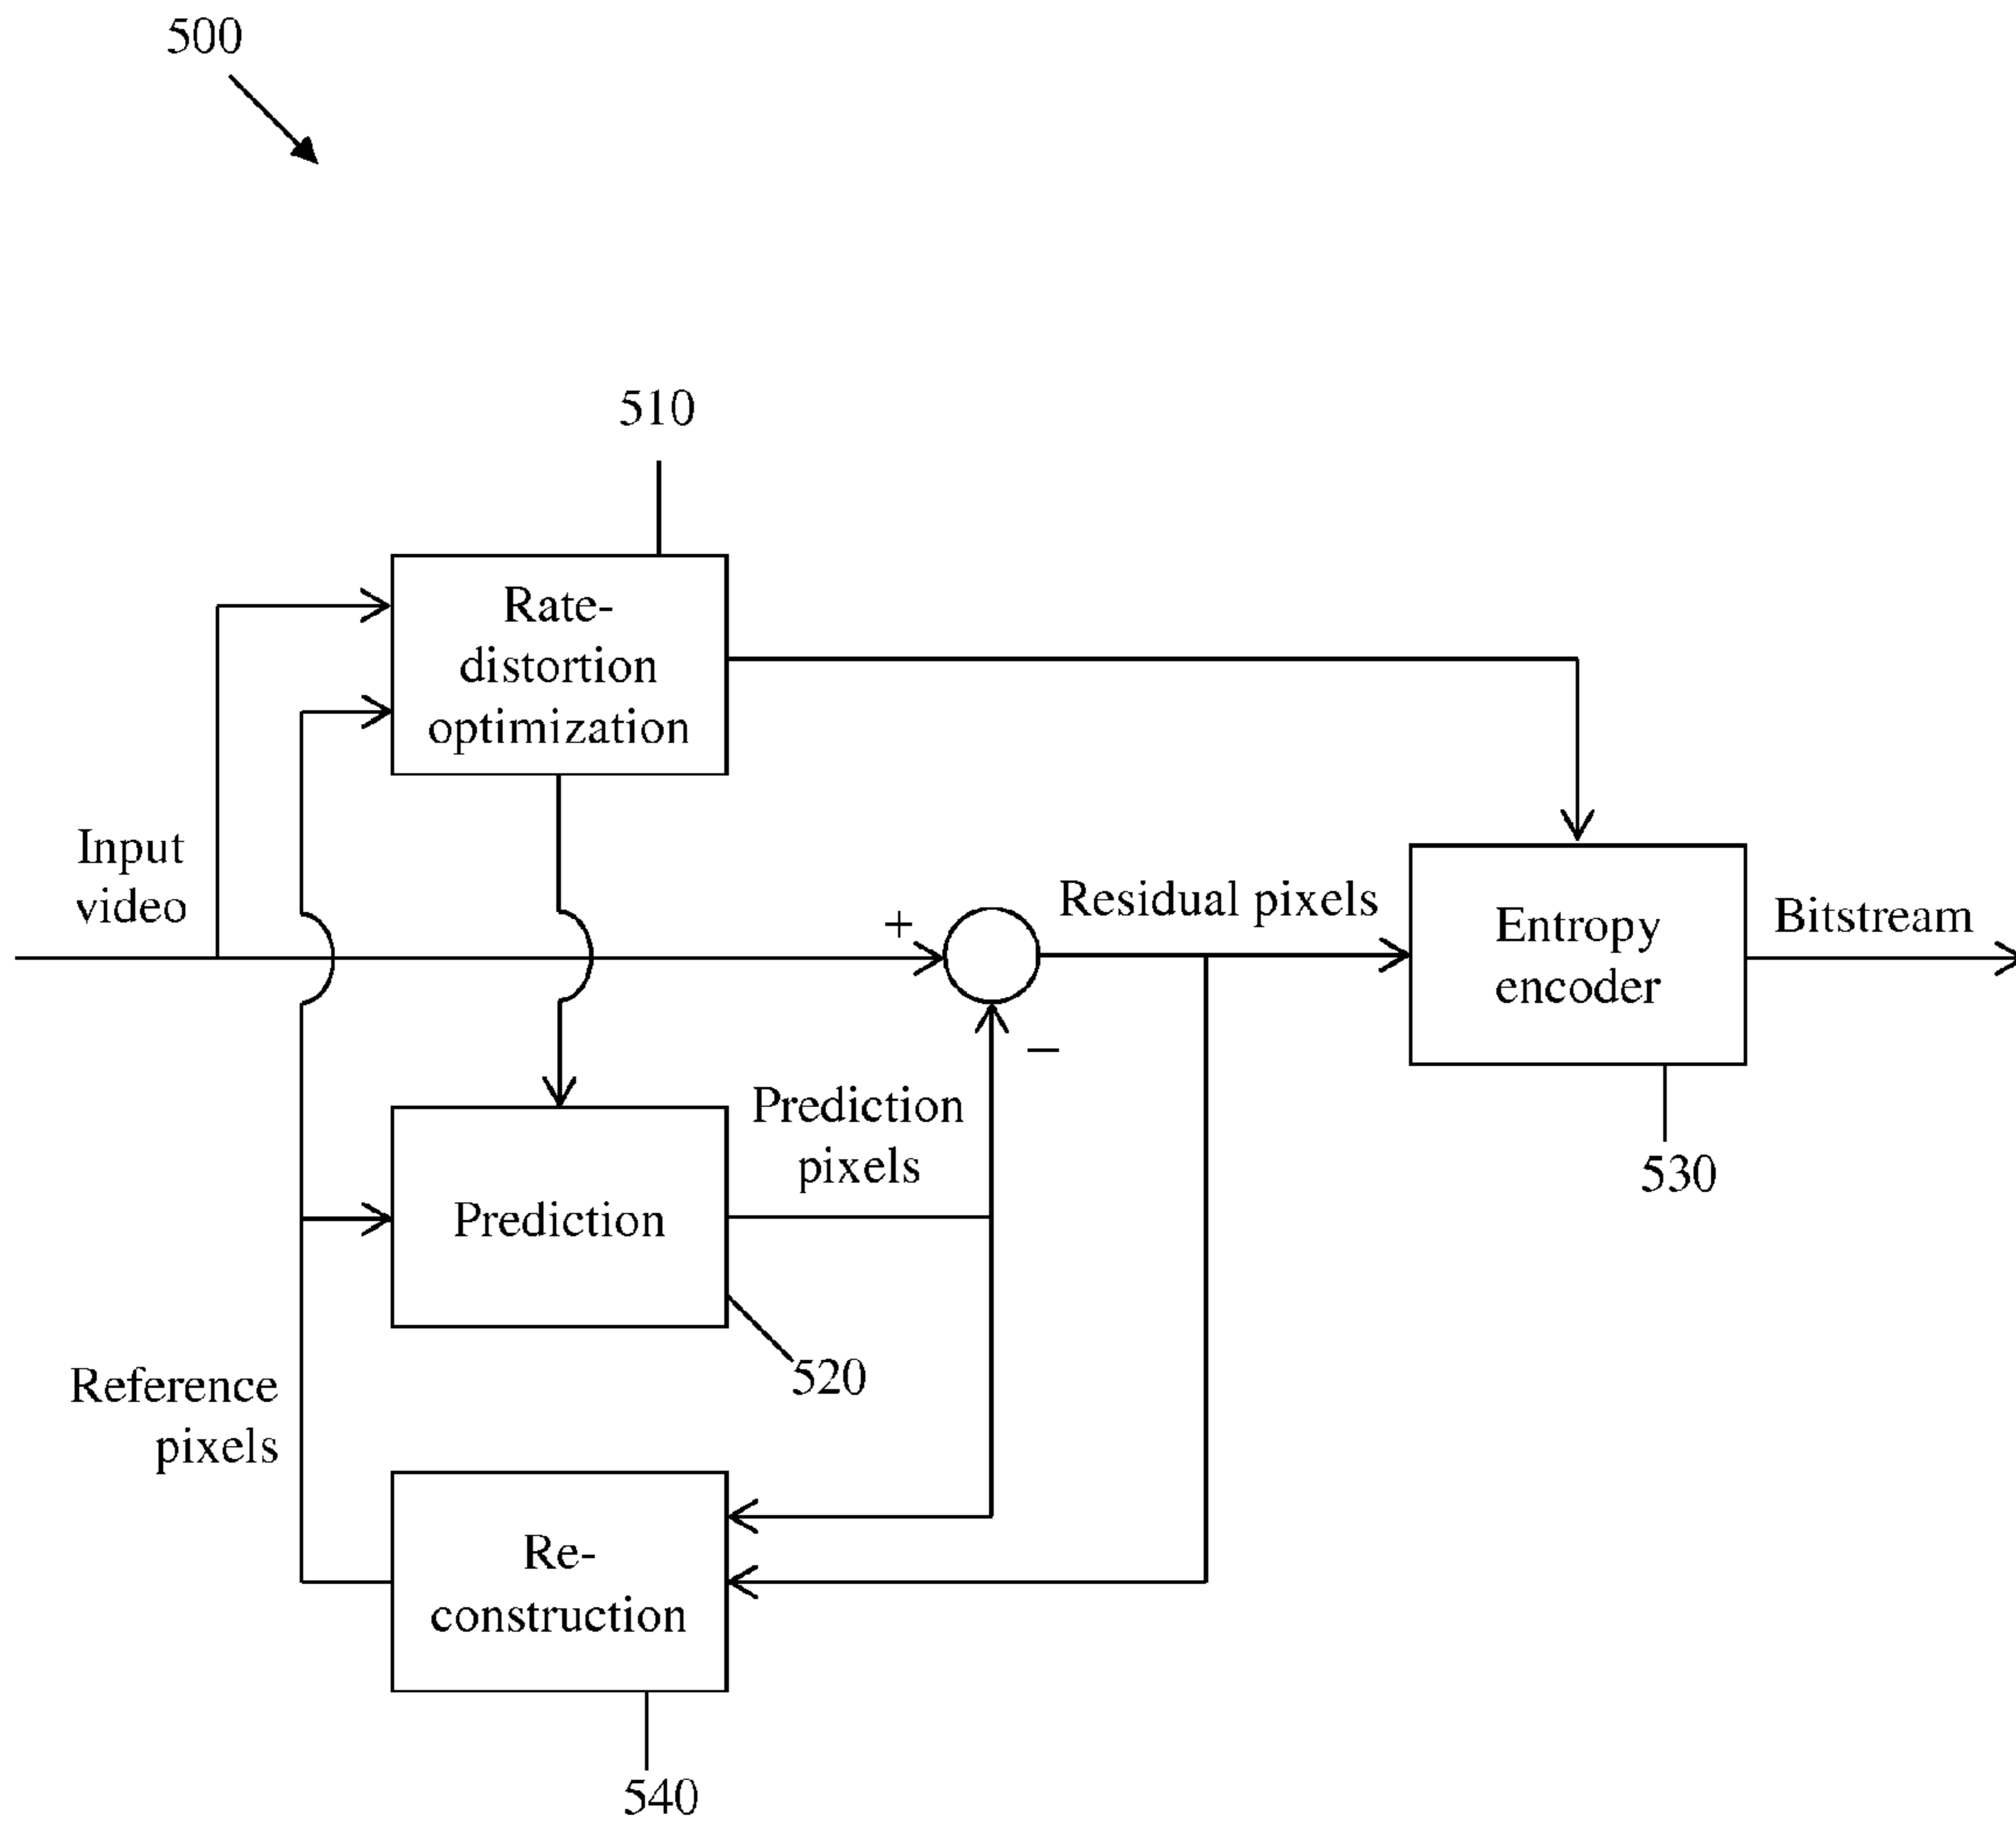 500
510
Rate-
distortion
optimization
Input
video
+
Residual pixels
Entropy
encoder
Bitstream
−
Prediction
pixels
530
Prediction
520
Reference
pixels
Re-
construction
540